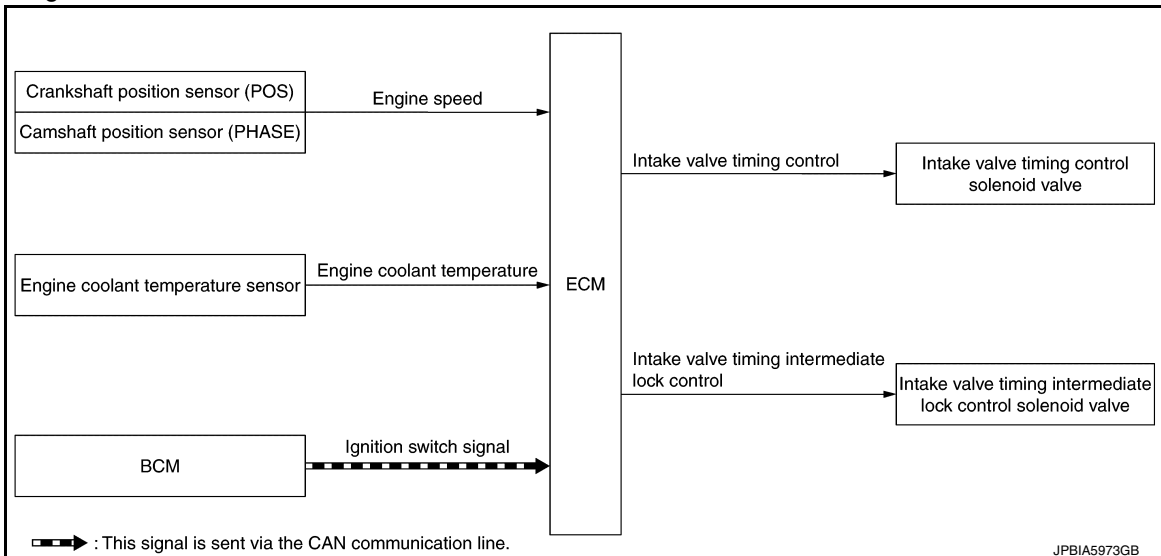 Crankshaft position sensor (POS)
Camshaft position sensor (PHASE)
Engine speed
Intake valve timing control
Intake valve timing control
solenoid valve
Engine coolant temperature sensor
Engine coolant temperature
ECM
Intake valve timing intermediate
lock control
Intake valve timing intermediate
lock control solenoid valve
BCM
Ignition switch signal
: This signal is sent via the CAN communication line.
JPBIA5973GB